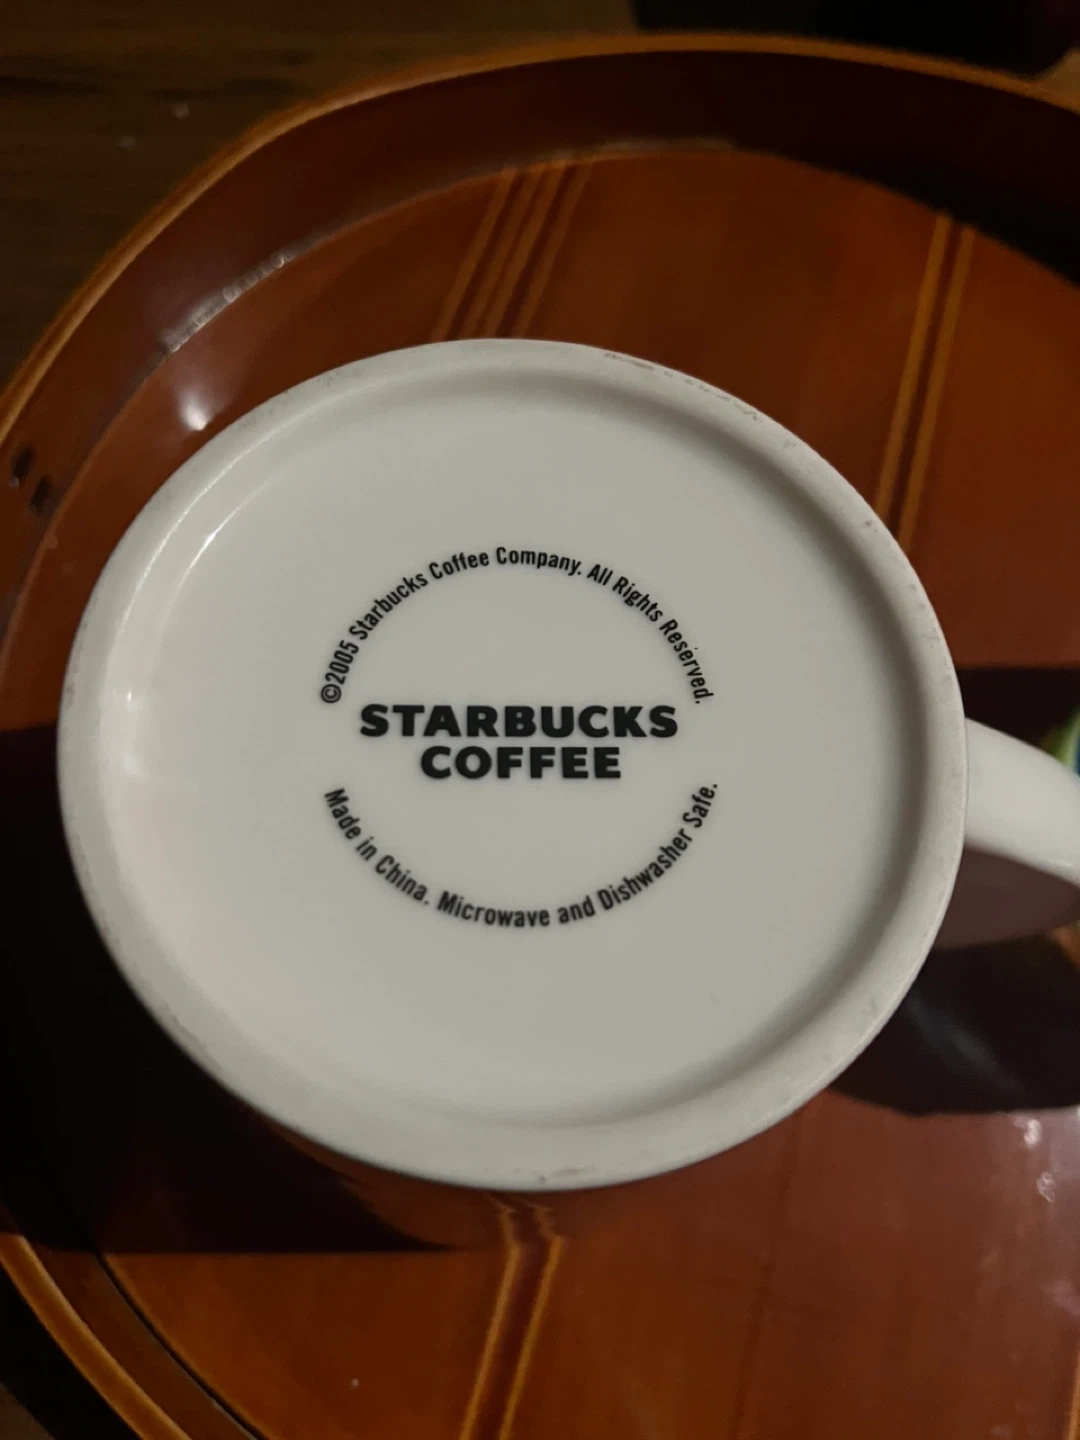 ©2005 Starbucks Coffee Company. All Rights Reserved.
STARBUCKS
COFFEE
Made in China. Microwave and Dishwasher Safe.